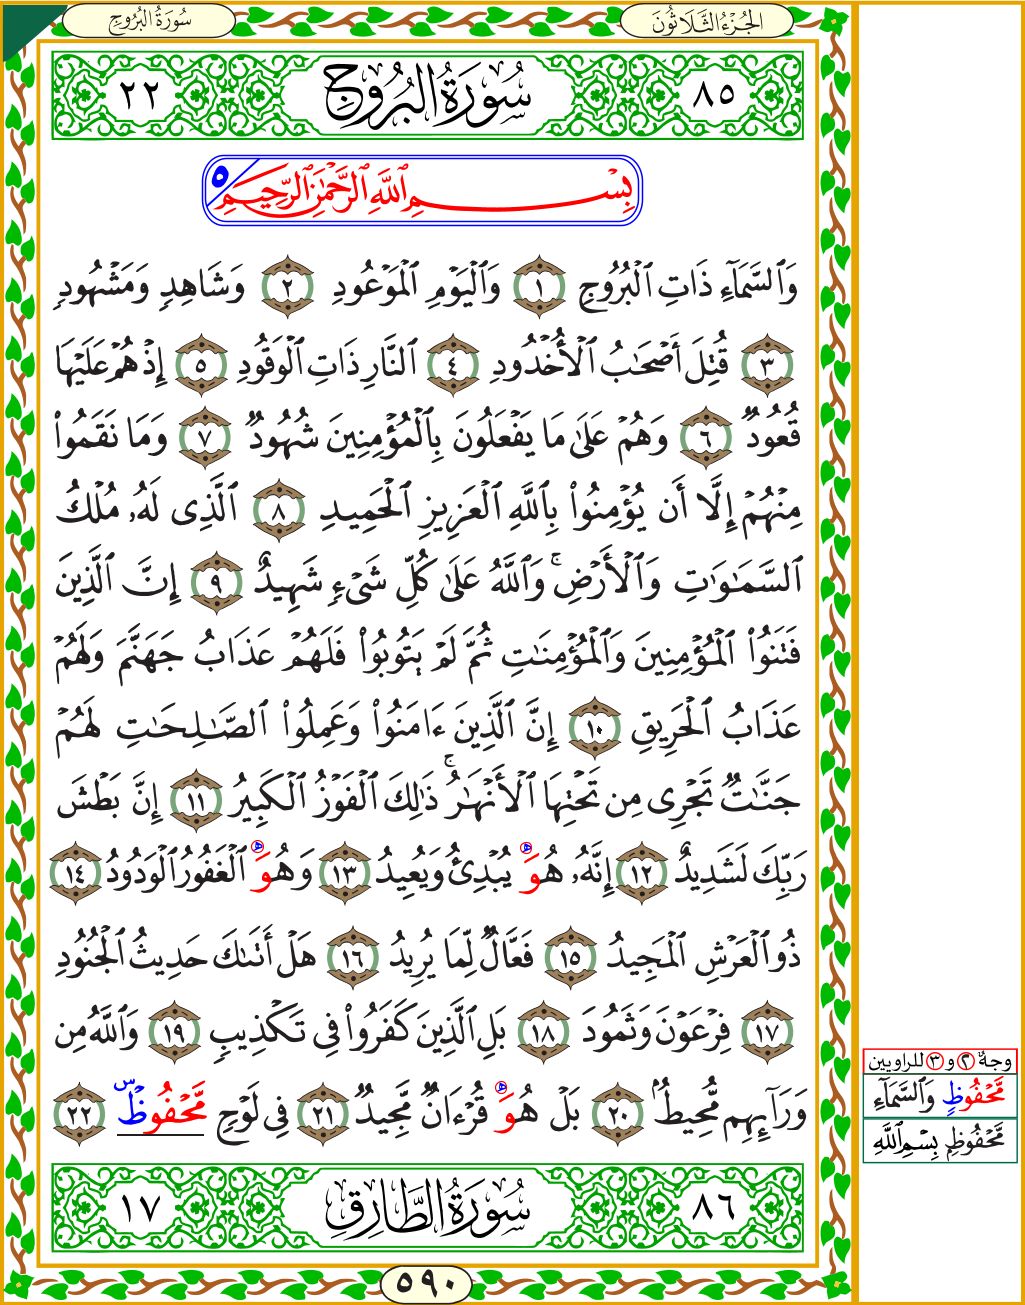 سُورَةُ البُرُوجِ
الجُزْءُ الثَّلَاثُونَ
٨٥ سُورَةُ البُرُوجِ ٢٢
بِسْمِ ٱللَّهِ ٱلرَّحْمَٰنِ ٱلرَّحِيمِ ٥
وَٱلسَّمَآءِ ذَاتِ ٱلْبُرُوجِ ١ وَٱلْيَوْمِ ٱلْمَوْعُودِ ٢ وَشَاهِدٍ وَمَشْهُودٍ
٣ قُتِلَ أَصْحَٰبُ ٱلْأُخْدُودِ ٤ ٱلنَّارِ ذَاتِ ٱلْوَقُودِ ٥ إِذْ هُمْ عَلَيْهَا
قُعُودٌ ٦ وَهُمْ عَلَىٰ مَا يَفْعَلُونَ بِٱلْمُؤْمِنِينَ شُهُودٌ ٧ وَمَا نَقَمُوا۟
مِنْهُمْ إِلَّا أَن يُؤْمِنُوا۟ بِٱللَّهِ ٱلْعَزِيزِ ٱلْحَمِيدِ ٨ ٱلَّذِى لَهُۥ مُلْكُ
ٱلسَّمَٰوَٰتِ وَٱلْأَرْضِ ۚ وَٱللَّهُ عَلَىٰ كُلِّ شَىْءٍ شَهِيدٌ ٩ إِنَّ ٱلَّذِينَ
فَتَنُوا۟ ٱلْمُؤْمِنِينَ وَٱلْمُؤْمِنَٰتِ ثُمَّ لَمْ يَتُوبُوا۟ فَلَهُمْ عَذَابُ جَهَنَّمَ وَلَهُمْ
عَذَابُ ٱلْحَرِيقِ ١٠ إِنَّ ٱلَّذِينَ ءَامَنُوا۟ وَعَمِلُوا۟ ٱلصَّٰلِحَٰتِ لَهُمْ
جَنَّٰتٌ تَجْرِى مِن تَحْتِهَا ٱلْأَنْهَٰرُ ۚ ذَٰلِكَ ٱلْفَوْزُ ٱلْكَبِيرُ ١١ إِنَّ بَطْشَ
رَبِّكَ لَشَدِيدٌ ١٢ إِنَّهُۥ هُوَ يُبْدِئُ وَيُعِيدُ ١٣ وَهُوَ ٱلْغَفُورُ ٱلْوَدُودُ ١٤
ذُو ٱلْعَرْشِ ٱلْمَجِيدُ ١٥ فَعَّالٌ لِّمَا يُرِيدُ ١٦ هَلْ أَتَىٰكَ حَدِيثُ ٱلْجُنُودِ
١٧ فِرْعَوْنَ وَثَمُودَ ١٨ بَلِ ٱلَّذِينَ كَفَرُوا۟ فِى تَكْذِيبٍ ١٩ وَٱللَّهُ مِن
وَرَآئِهِم مُّحِيطٌۢ ٢٠ بَلْ هُوَ قُرْءَانٌ مَّجِيدٌ ٢١ فِى لَوْحٍ مَّحْفُوظٍۭ ٢٢
٨٦ سُورَةُ الطَّارِقِ ١٧
٥٩٠
وجهٌ ٢ و ٣ للراويين
مَّحْفُوظٍ وَٱلسَّمَآءِ
مَّحْفُوظٍۭ بِسْمِ ٱللَّهِ